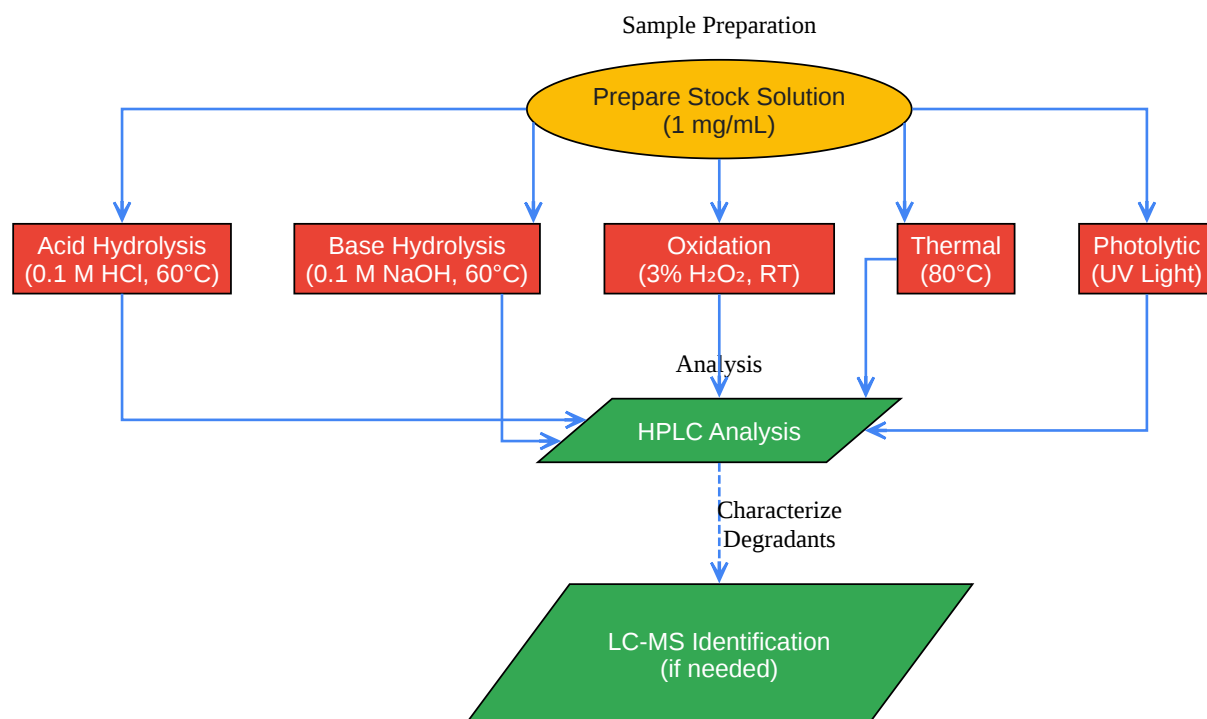 Sample Preparation
Prepare Stock Solution
(1 mg/mL)
Acid Hydrolysis
(0.1 M HCl, 60°C)
Base Hydrolysis
(0.1 M NaOH, 60°C)
Oxidation
(3% H₂O₂, RT)
Thermal
(80°C)
Photolytic
(UV Light)
Analysis
HPLC Analysis
Characterize
Degradants
LC-MS Identification
(if needed)